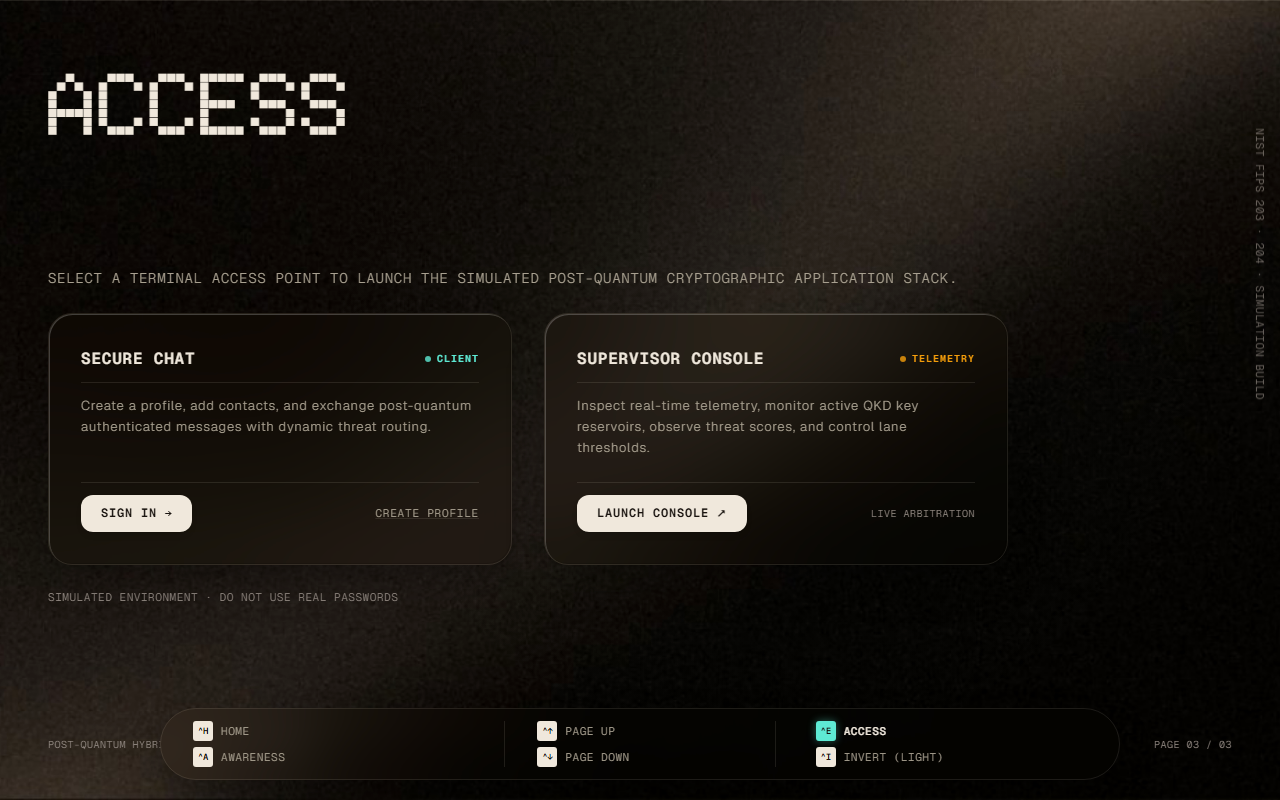 ACCESS
NIST FIPS 203 · 204 · SIMULATION BUILD
SELECT A TERMINAL ACCESS POINT TO LAUNCH THE SIMULATED POST-QUANTUM CRYPTOGRAPHIC APPLICATION STACK.
SECURE CHAT
CLIENT
Create a profile, add contacts, and exchange post-quantum
authenticated messages with dynamic threat routing.
SIGN IN →
CREATE PROFILE
SUPERVISOR CONSOLE
TELEMETRY
Inspect real-time telemetry, monitor active QKD key
reservoirs, observe threat scores, and control lane
thresholds.
LAUNCH CONSOLE ↗
LIVE ARBITRATION
SIMULATED ENVIRONMENT · DO NOT USE REAL PASSWORDS
POST-QUANTUM HYBRI
^H HOME
^A AWARENESS
^↑ PAGE UP
^↓ PAGE DOWN
^E ACCESS
^I INVERT (LIGHT)
PAGE 03 / 03